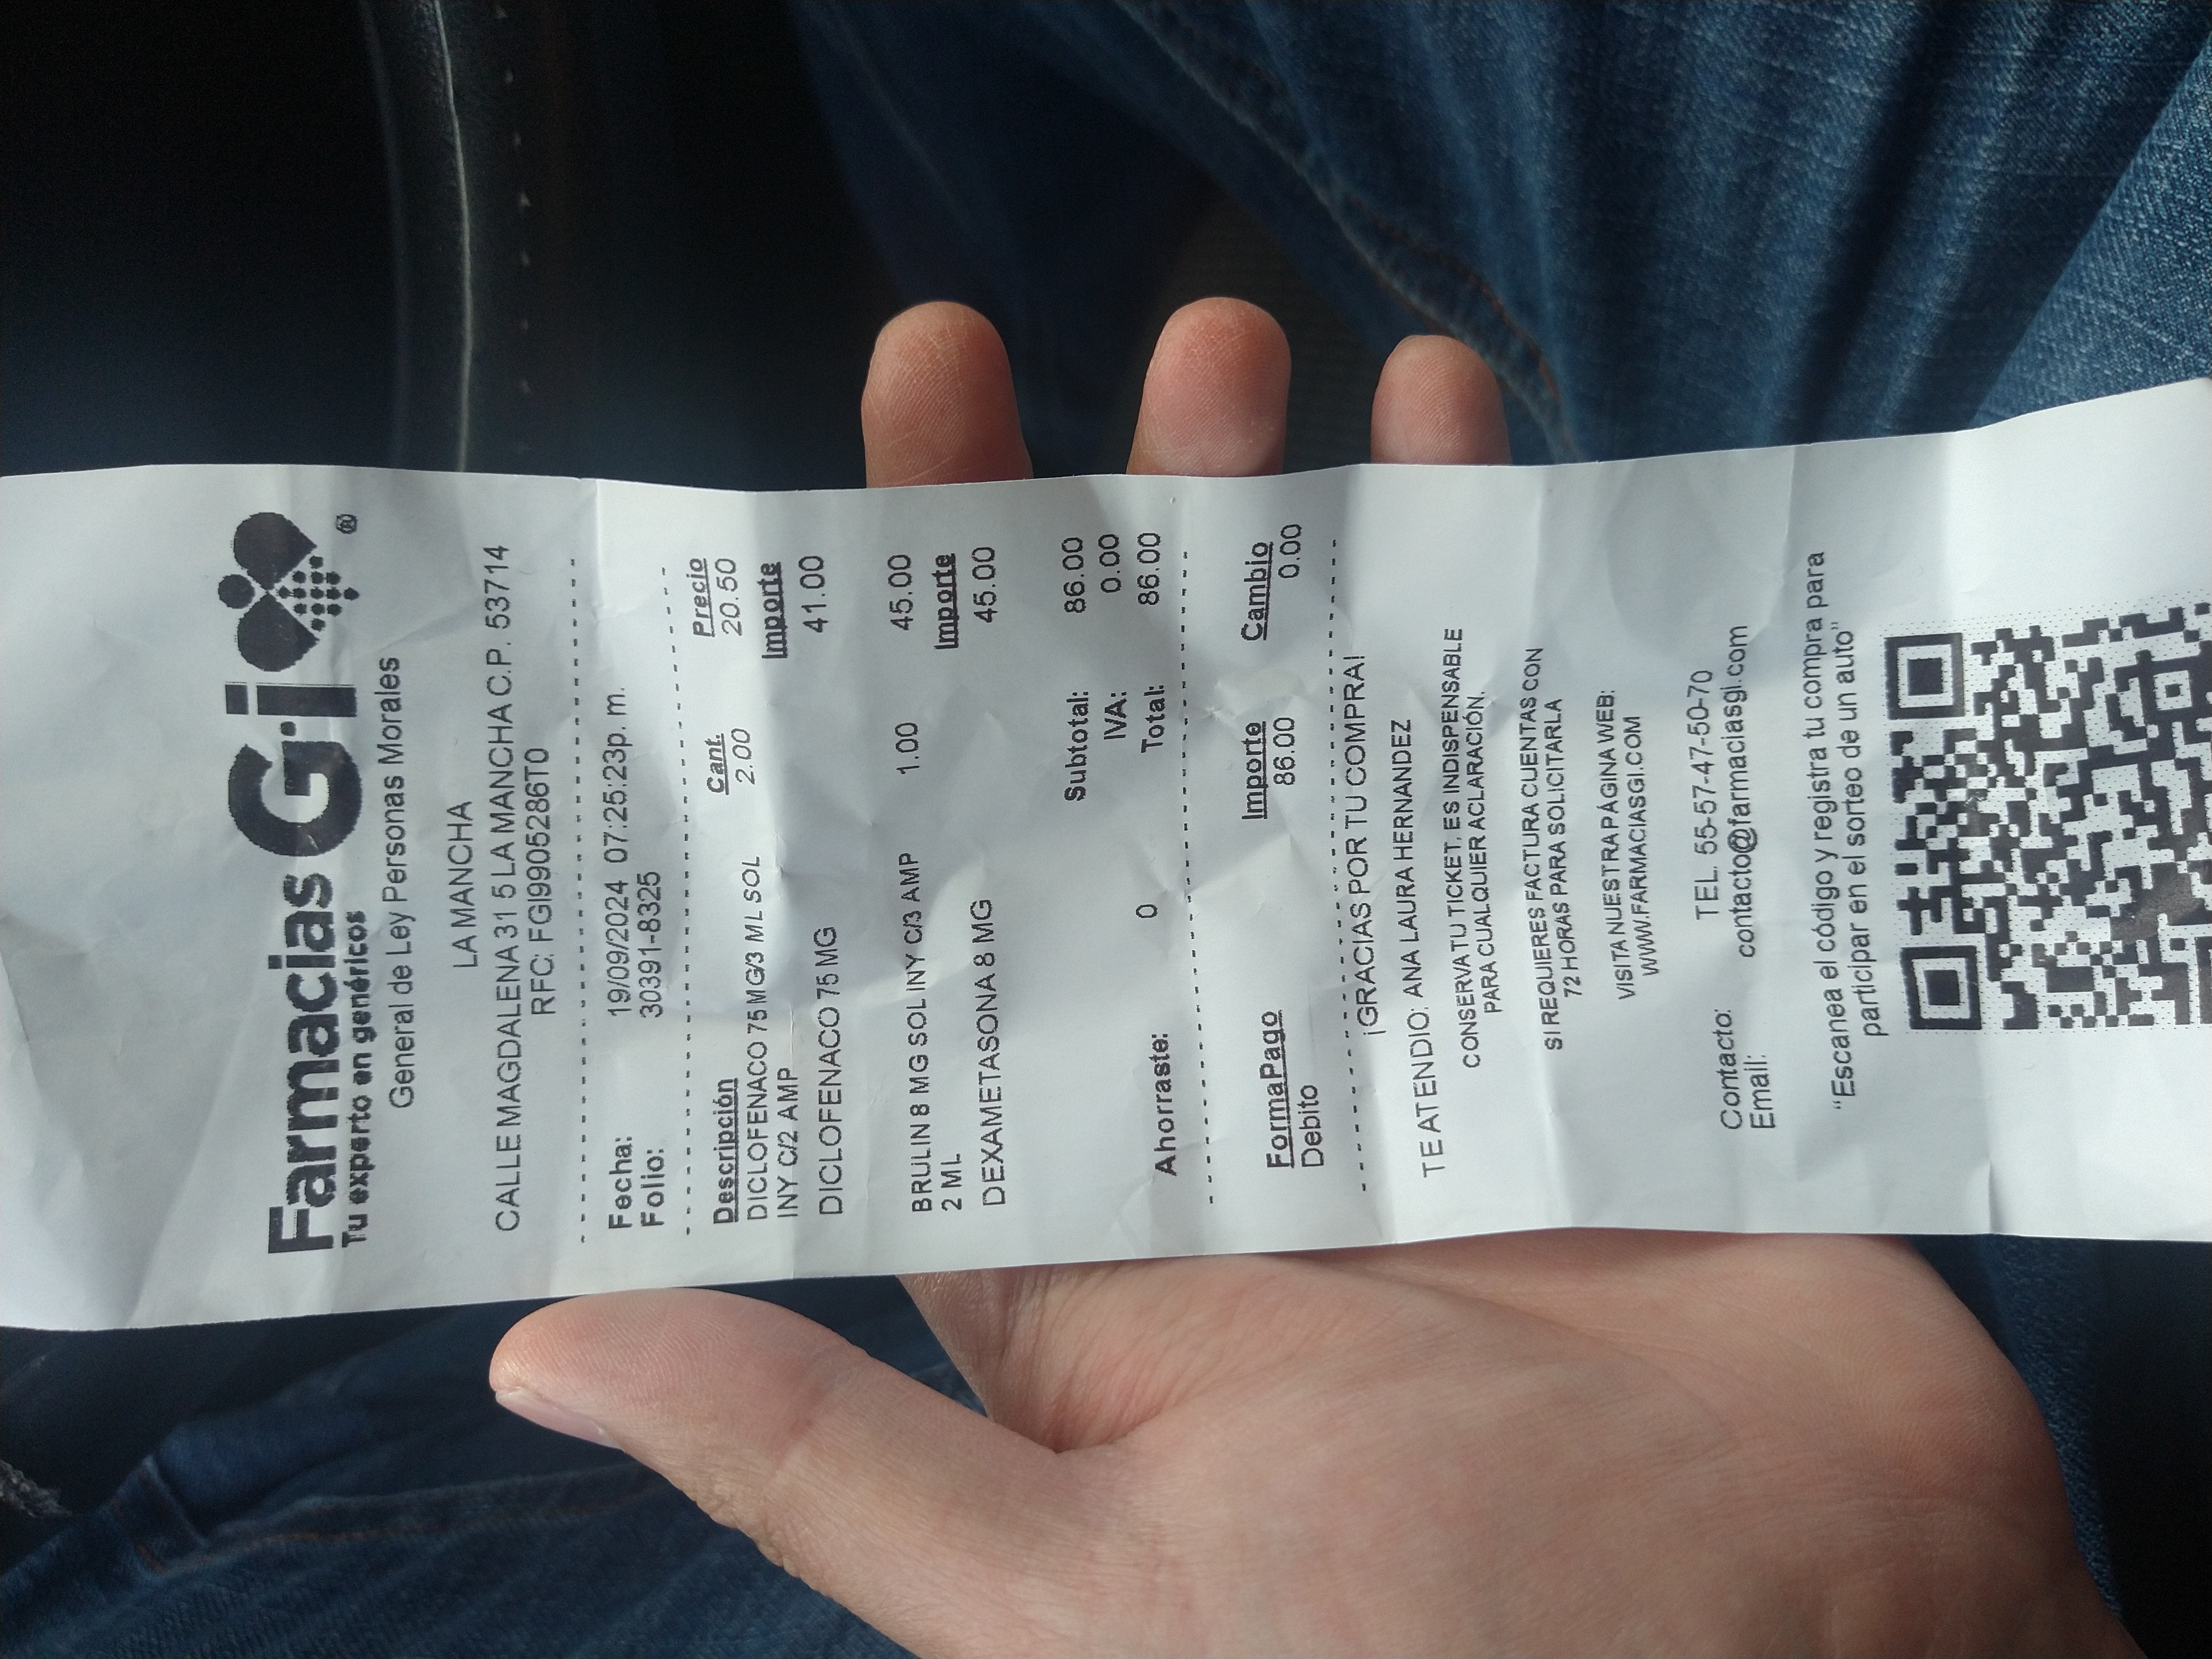 Farmacias Gi ®
Tu experto en genéricos
General de Ley Personas Morales
LA MANCHA
CALLE MAGDALENA 31 5 LA MANCHA C.P. 53714
RFC: FGI9905286T0
Fecha: 19/09/2024 07:25:23p. m.
Folio: 30391-8325
Descripción Cant. Precio
DICLOFENACO 75 MG/3 ML SOL 2.00 20.50
INY C/2 AMP Importe
DICLOFENACO 75 MG 41.00
BRULIN 8 MG SOL INY C/3 AMP 1.00 45.00
2 ML Importe
DEXAMETASONA 8 MG 45.00
Subtotal: 86.00
IVA: 0.00
Ahorraste: 0 Total: 86.00
FormaPago Importe Cambio
Debito 86.00 0.00
¡GRACIAS POR TU COMPRA!
TE ATENDIO: ANA LAURA HERNANDEZ
CONSERVA TU TICKET, ES INDISPENSABLE
PARA CUALQUIER ACLARACIÓN.
SI REQUIERES FACTURA CUENTAS CON
72 HORAS PARA SOLICITARLA
VISITA NUESTRA PÁGINA WEB:
WWW.FARMACIASGI.COM
Contacto: TEL. 55-57-47-50-70
Email: contacto@farmaciasgi.com
"Escanea el código y registra tu compra para
participar en el sorteo de un auto"